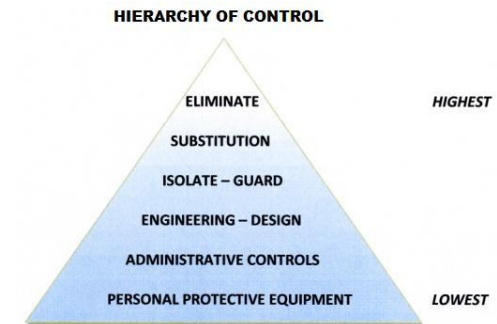 HIERARCHY OF CONTROL
ELIMINATE HIGHEST
SUBSTITUTION
ISOLATE – GUARD
ENGINEERING – DESIGN
ADMINISTRATIVE CONTROLS
PERSONAL PROTECTIVE EQUIPMENT LOWEST